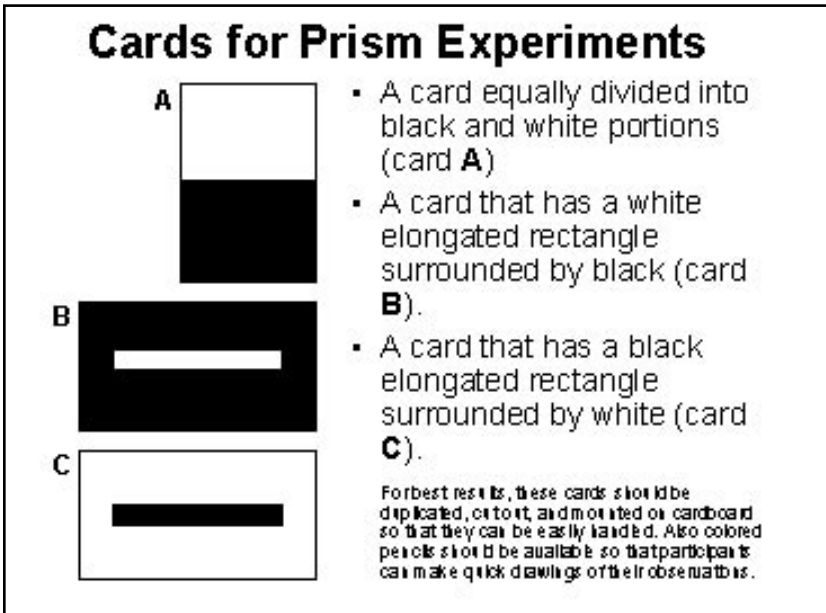 Cards for Prism Experiments
A
▪ A card equally divided into
black and white portions
(card A)
▪ A card that has a white
elongated rectangle
surrounded by black (card
B).
▪ A card that has a black
elongated rectangle
surrounded by white (card
C).
B
C
For best results, these cards should be
duplicated, cut out, and mounted on cardboard
so that they can be easily handled. Also colored
pencils should be available so that participants
can make quick drawings of their observations.